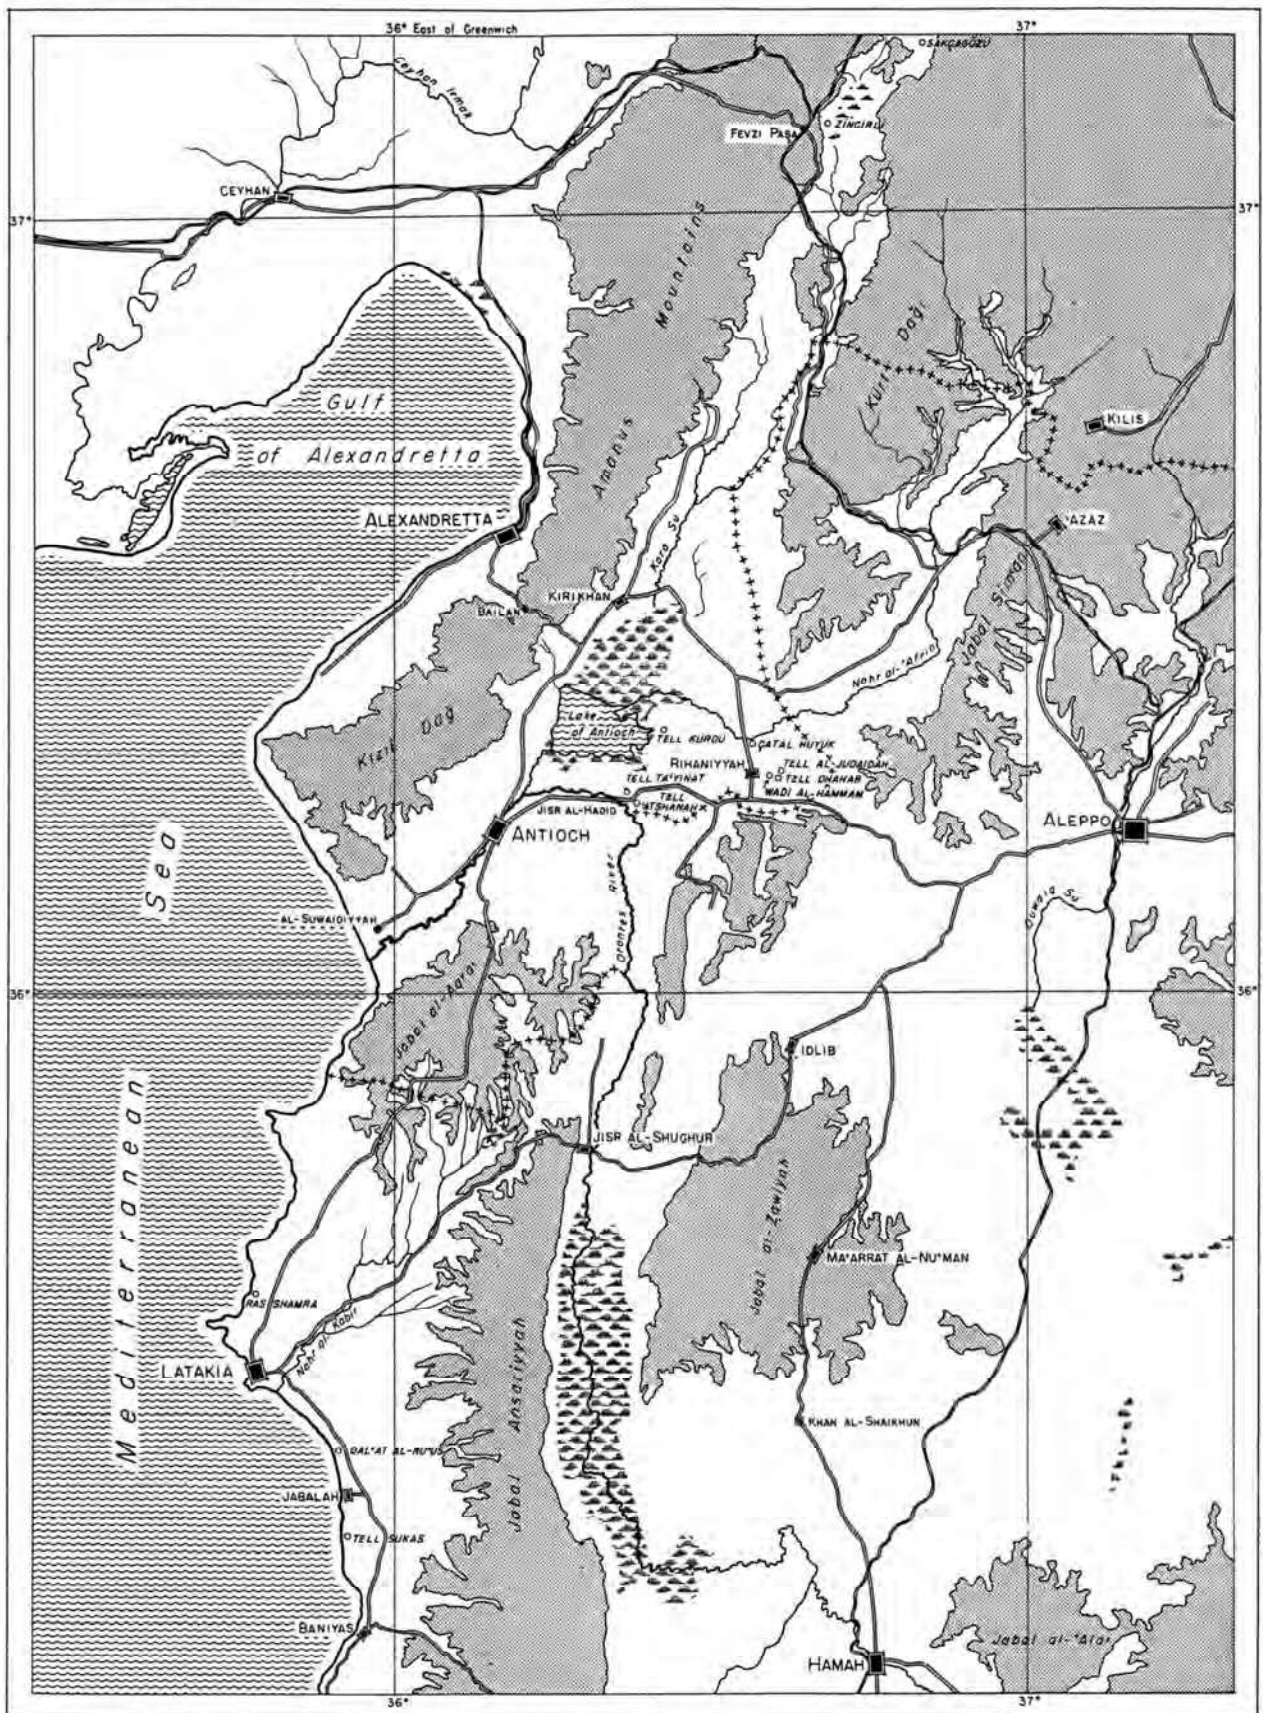 36° East of Greenwich
37°
SAKÇAGÖZÜ
Ceyhan Irmak
FEVZI PAŞA
ZINCIRLI
CEYHAN
37°
37°
Amanus Mountains
Kurt Dağı
Gulf
of Alexandretta
KILIS
ALEXANDRETTA
'AZAZ
Kara Su
Jabal Siman
KIRIKHAN
BAILAN
Nahr al-'Afrin
Kizil Dağ
Lake
of Antioch
TELL KURDU
ÇATAL HÜYÜK
RIHANIYYAH
TELL AL-JUDAIDAH
TELL TA'YINAT
TELL DHAHAB
WADI AL-HAMMAM
TELL
ATSHANAH
JISR AL-HADID
ALEPPO
ANTIOCH
Orontes River
Quwaiq Su
AL-SUWAIDIYYAH
Jabal al-Aqra'
36°
36°
IDLIB
JISR AL-SHUGHUR
Jabal al-Zawiyah
MA'ARRAT AL-NU'MAN
RAS SHAMRA
Nahr al-Kabir
LATAKIA
Mediterranean Sea
Jabal Ansariyyah
KHAN AL-SHAIKHUN
QAL'AT AL-RU'US
JABALAH
TELL SUKAS
BANIYAS
Jabal al-'Ala
HAMAH
36°
37°